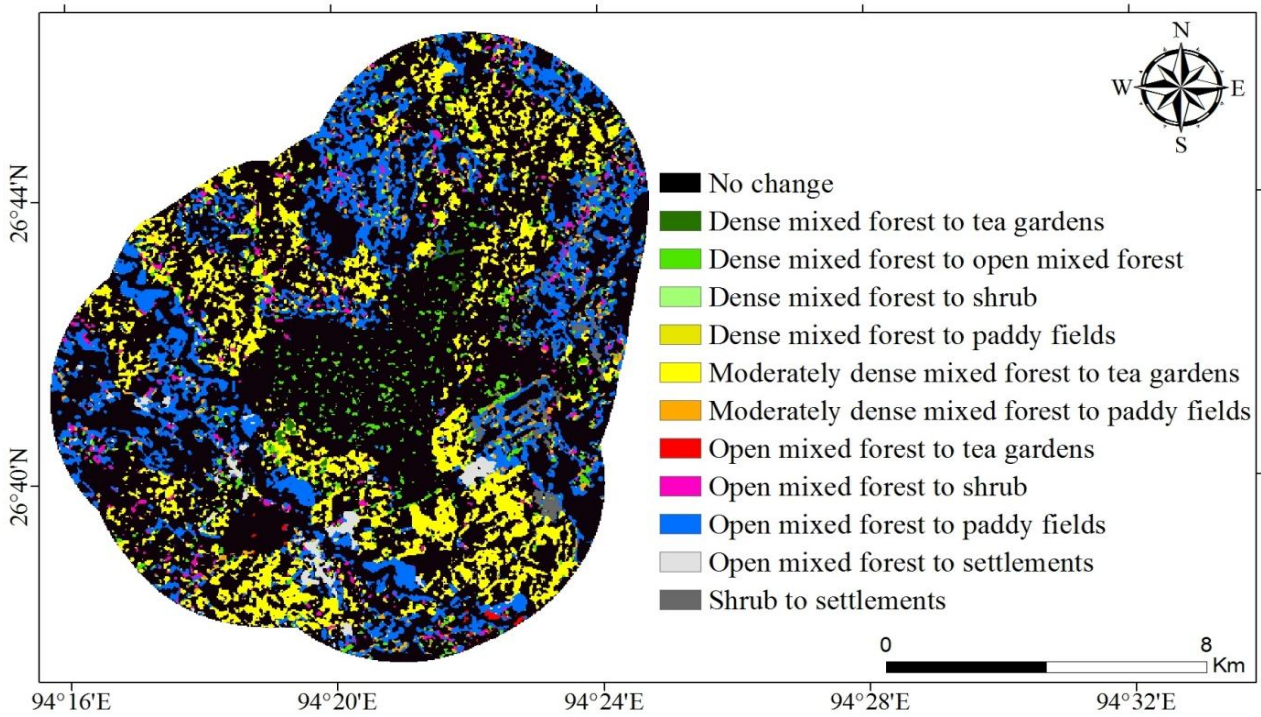 N
W E
S
26°44'N
26°40'N
No change
Dense mixed forest to tea gardens
Dense mixed forest to open mixed forest
Dense mixed forest to shrub
Dense mixed forest to paddy fields
Moderately dense mixed forest to tea gardens
Moderately dense mixed forest to paddy fields
Open mixed forest to tea gardens
Open mixed forest to shrub
Open mixed forest to paddy fields
Open mixed forest to settlements
Shrub to settlements
0 8
Km
94°16'E 94°20'E 94°24'E 94°28'E 94°32'E